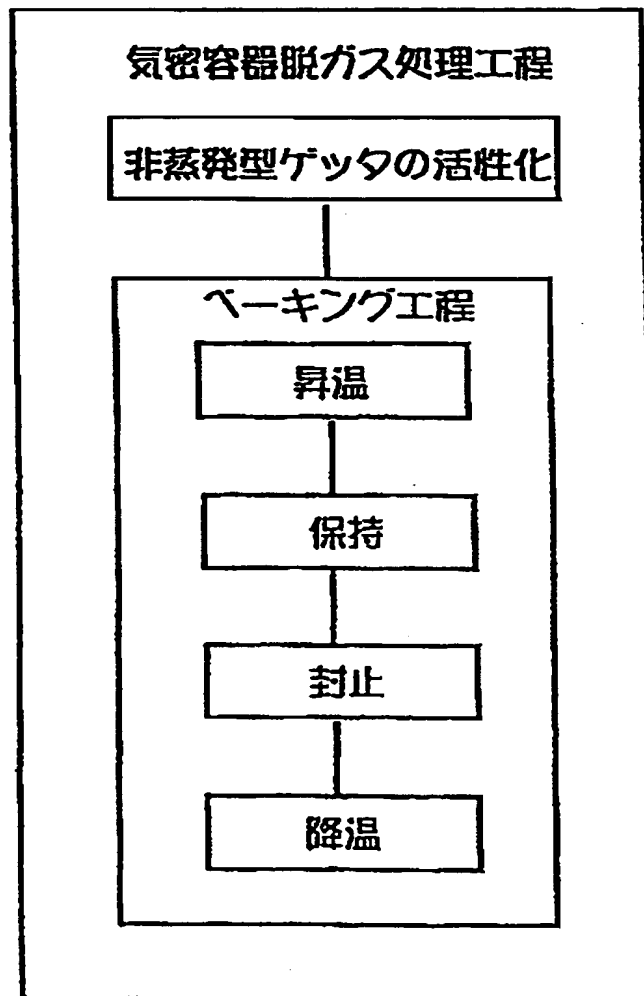 気密容器脱ガス処理工程
非蒸発型ゲッタの活性化
ベーキング工程
昇温
保持
封止
降温